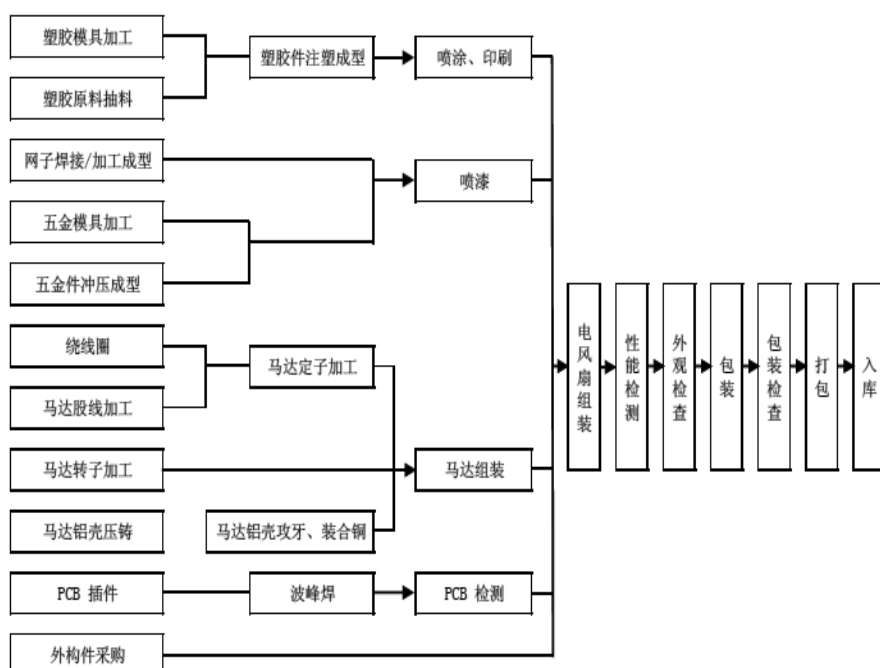 塑胶模具加工
塑胶件注塑成型
喷涂、印刷
塑胶原料抽料
网子焊接/加工成型
喷漆
五金模具加工
五金件冲压成型
绕线圈
马达定子加工
马达股线加工
马达转子加工
马达组装
马达铝壳压铸
马达铝壳攻牙、装合铜
PCB 插件
波峰焊
PCB 检测
外构件采购
电风扇组装
性能检测
外观检查
包装
包装检查
打包
入库